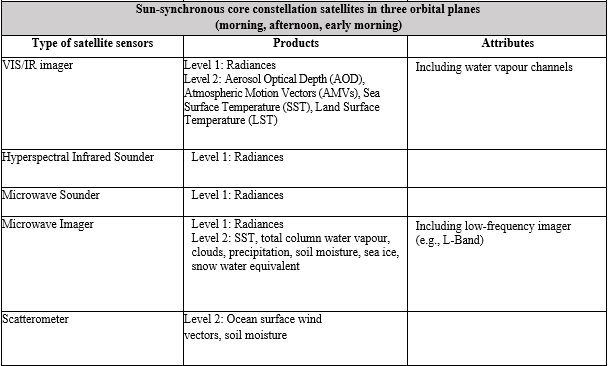 Sun-synchronous core constellation satellites in three orbital planes
(morning, afternoon, early morning)
Type of satellite sensors
Products
Attributes
VIS/IR imager
Level 1: Radiances
Level 2: Aerosol Optical Depth (AOD),
Atmospheric Motion Vectors (AMVs), Sea
Surface Temperature (SST), Land Surface
Temperature (LST)
Including water vapour channels
Hyperspectral Infrared Sounder
Level 1: Radiances
Microwave Sounder
Level 1: Radiances
Microwave Imager
Level 1: Radiances
Level 2: SST, total column water vapour,
clouds, precipitation, soil moisture, sea ice,
snow water equivalent
Including low-frequency imager
(e.g., L-Band)
Scatterometer
Level 2: Ocean surface wind
vectors, soil moisture